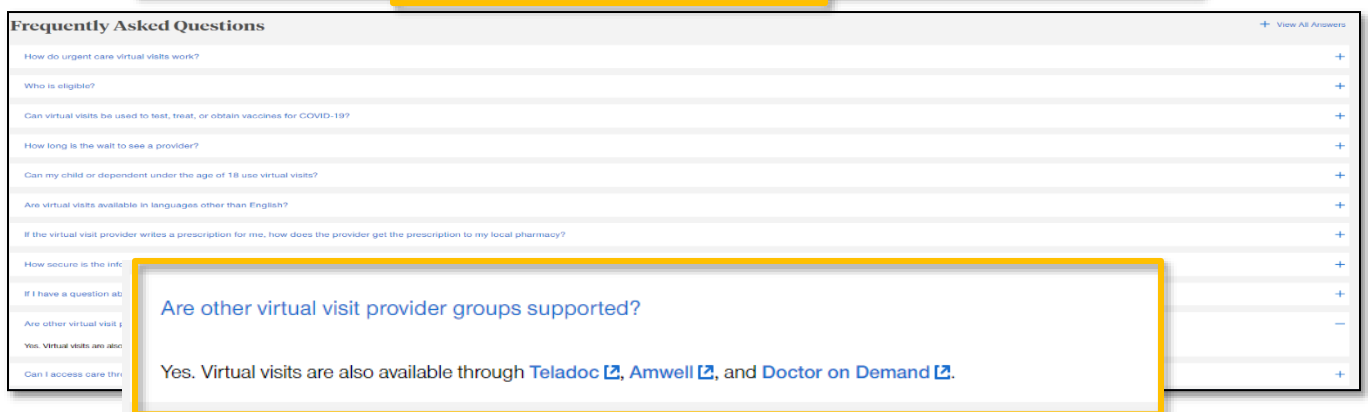 Frequently Asked Questions
+ View All Answers
How do urgent care virtual visits work?
Who is eligible?
Can virtual visits be used to test, treat, or obtain vaccines for COVID-19?
How long is the wait to see a provider?
Can my child or dependent under the age of 18 use virtual visits?
Are virtual visits available in languages other than English?
If the virtual visit provider writes a prescription for me, how does the provider get the prescription to my local pharmacy?
How secure is the
If I have a question
Are other virtual visit
Yes. Virtual visits are
Can I access care
Are other virtual visit provider groups supported?
Yes. Virtual visits are also available through Teladoc, Amwell, and Doctor on Demand.